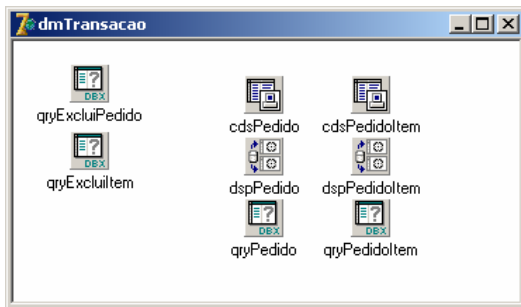 dmTransacao
DBX
qryExcluiPedido
DBX
qryExcluiItem
cdsPedido
cdsPedidoItem
dspPedido
dspPedidoItem
DBX
DBX
qryPedido
qryPedidoItem